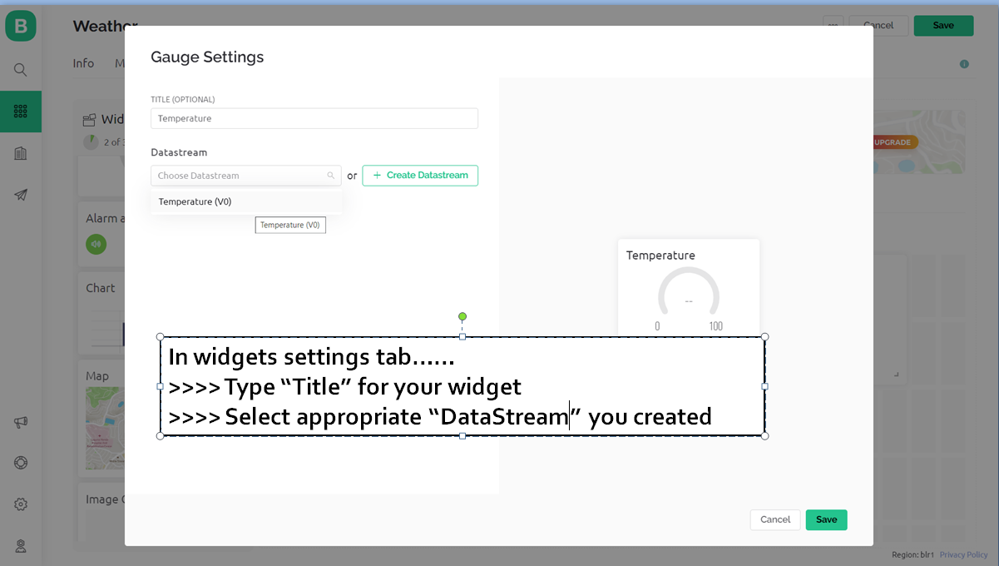 B
Weather
Cancel
Save
Info
Gauge Settings
TITLE (OPTIONAL)
Temperature
Datastream
Choose Datastream
or
+ Create Datastream
Temperature (V0)
Temperature (V0)
2 of
UPGRADE
Alarm
Chart
Map
Image
Temperature
--
0
100
In widgets settings tab......
>>>> Type “Title” for your widget
>>>> Select appropriate “DataStream” you created
Cancel
Save
Region: blr1
Privacy Policy